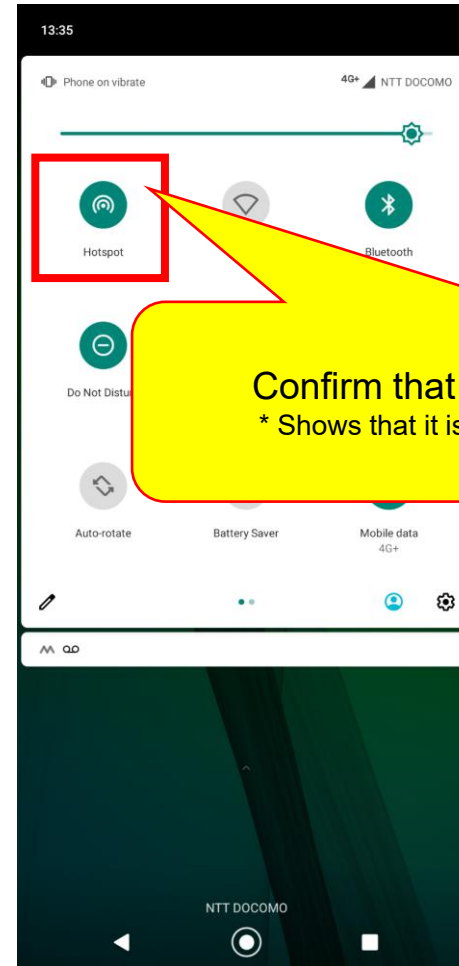 13:35
Phone on vibrate
4G+ NTT DOCOMO
Hotspot
Bluetooth
Do Not Distu
Confirm that
* Shows that it is
Auto-rotate
Battery Saver
Mobile data
4G+
NTT DOCOMO